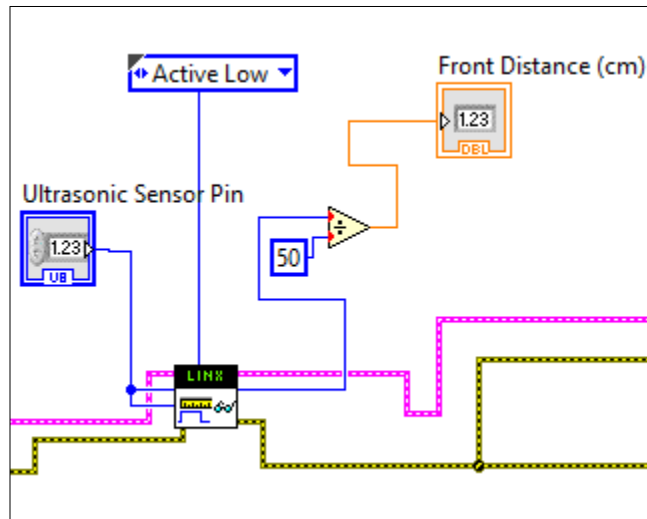 Active Low
Front Distance (cm)
1.23
DBL
Ultrasonic Sensor Pin
1.23
U8
÷
50
LINX